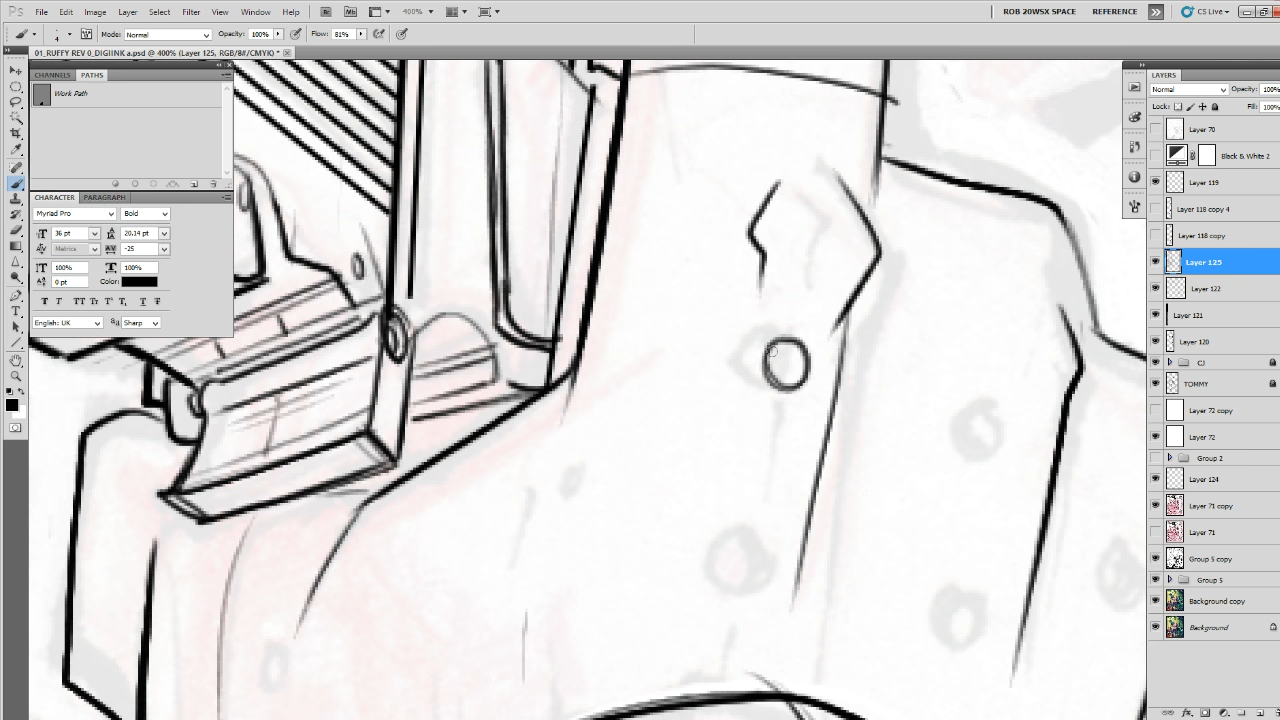 Ps File Edit Image Layer Select Filter View Window Help Br Mb 400% ROB 20WSX SPACE REFERENCE CS Live
4 Mode: Normal Opacity: 100% Flow: 81%
01_RUFFY REV 0_DIGIINK a.psd @ 400% (Layer 125, RGB/8#/CMYK) *
CHANNELS PATHS
Work Path
CHARACTER PARAGRAPH
Myriad Pro Bold
36 pt 20.14 pt
Metrics -25
100% 100%
0 pt Color:
English: UK Sharp
LAYERS
Normal Opacity: 100%
Lock: Fill: 100%
Layer 70
Black & White 2
Layer 119
Layer 118 copy 4
Layer 118 copy
Layer 125
Layer 122
Layer 121
Layer 120
CJ
TOMMY
Layer 72 copy
Layer 72
Group 2
Layer 124
Layer 71 copy
Layer 71
Group 5 copy
Group 5
Background copy
Background